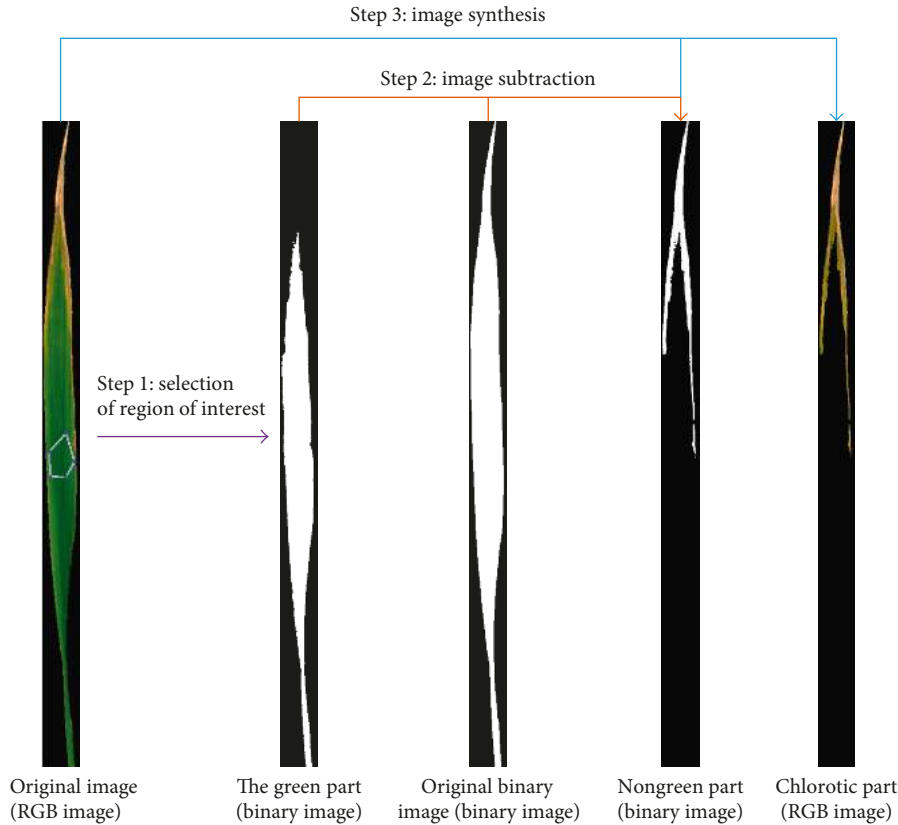 Step 3: image synthesis
Step 2: image subtraction
Step 1: selection
of region of interest
Original image
(RGB image)
The green part
(binary image)
Original binary
image (binary image)
Nongreen part
(binary image)
Chlorotic part
(RGB image)